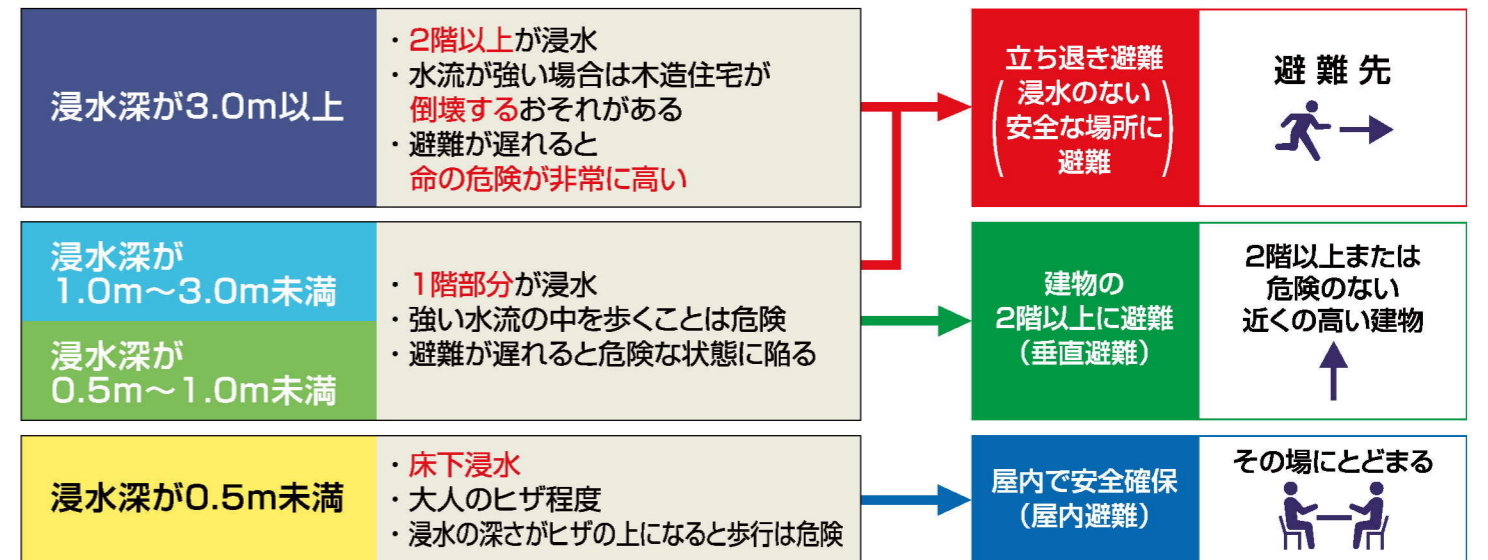 浸水深が3.0m以上
・2階以上が浸水
・水流が強い場合は木造住宅が
倒壊するおそれがある
・避難が遅れると
命の危険が非常に高い
立ち退き避難
(浸水のない
安全な場所に
避難)
避難先
浸水深が
1.0m～3.0m未満
浸水深が
0.5m～1.0m未満
・1階部分が浸水
・強い水流の中を歩くことは危険
・避難が遅れると危険な状態に陥る
建物の
2階以上に避難
(垂直避難)
2階以上または
危険のない
近くの高い建物
浸水深が0.5m未満
・床下浸水
・大人のヒザ程度
・浸水の深さがヒザの上になると歩行は危険
屋内で安全確保
(屋内避難)
その場にとどまる